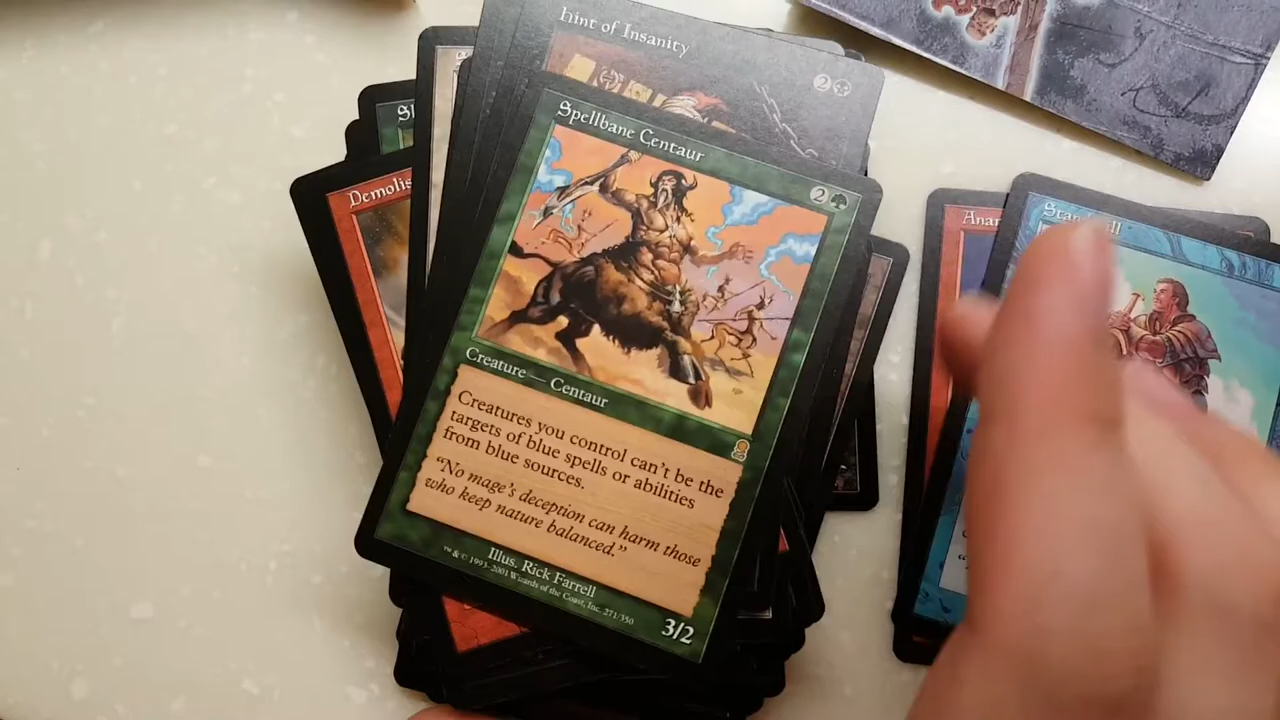 hint of Insanity
2
Spellbane Centaur
2
Demolis
Creature — Centaur
Creatures you control can't be the
targets of blue spells or abilities
from blue sources.
"No mage's deception can harm those
who keep nature balanced."
Illus. Rick Farrell
™ & © 1993-2001 Wizards of the Coast, Inc. 271/350
3/2
Anar